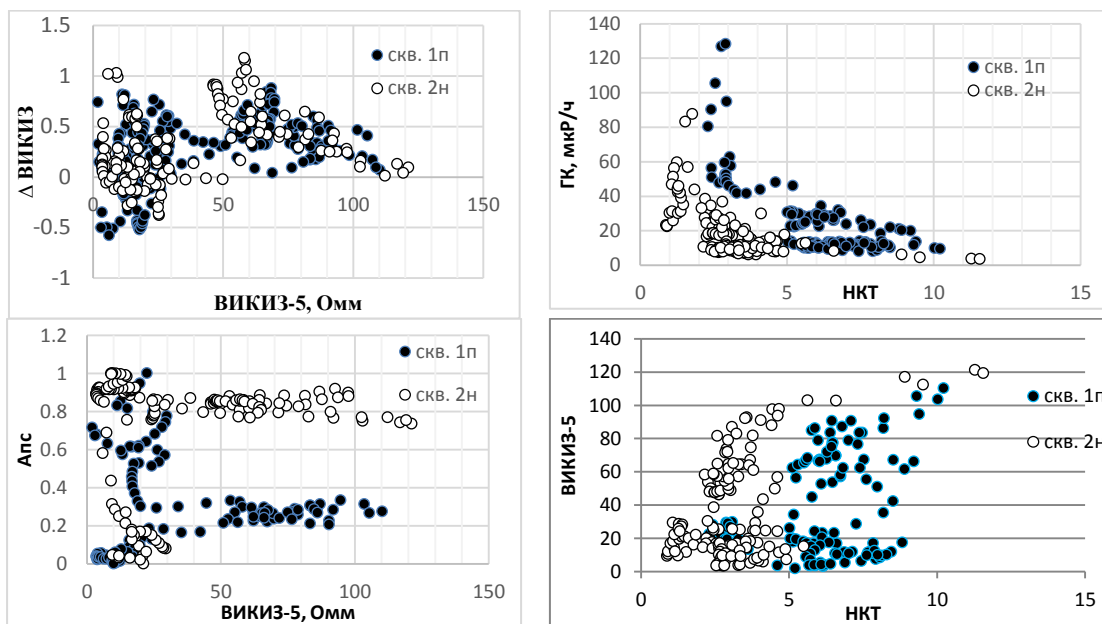 1.5
1
0.5
0
-0.5
-1
0
50
100
150
Δ ВИКИЗ
ВИКИЗ-5, Омм
скв. 1п
скв. 2н
140
120
100
80
60
40
20
0
0
5
10
15
ГК, мкР/ч
НКТ
скв. 1п
скв. 2н
1.2
1
0.8
0.6
0.4
0.2
0
0
50
100
150
Апс
ВИКИЗ-5, Омм
скв. 1п
скв. 2н
140
120
100
80
60
40
20
0
0
5
10
15
ВИКИЗ-5
НКТ
скв. 1п
скв. 2н